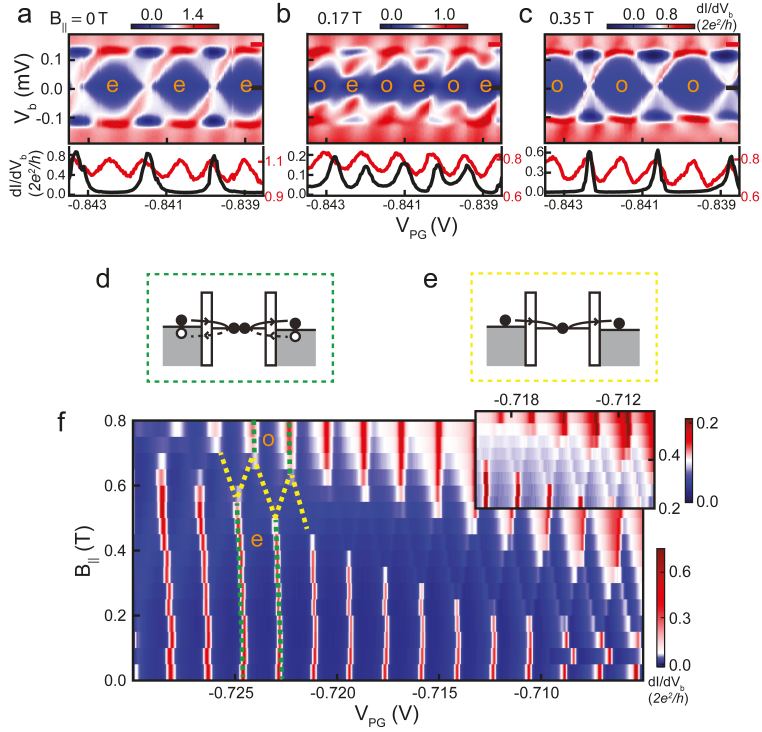 a
B|| = 0 T
0.0 1.4
b
0.17 T
0.0 1.0
c
0.35 T
0.0 0.8
dI/dVb
(2e²/h)
Vb (mV)
0.1
0.0
-0.1
e e e
o e o e o e
o o o
dI/dVb
(2e²/h)
0.8
0.4
0.0
1.1
0.9
0.2
0.1
0.0
0.8
0.6
0.6
0.3
0.0
0.8
0.6
-0.843 -0.841 -0.839
-0.843 -0.841 -0.839
-0.843 -0.841 -0.839
VPG (V)
d
e
f
-0.718 -0.712
0.4
0.2
0.2
0.1
0.0
o
e
B|| (T)
0.8
0.6
0.4
0.2
0.0
0.6
0.4
0.2
0.0
dI/dVb
(2e²/h)
-0.725 -0.720 -0.715 -0.710
VPG (V)